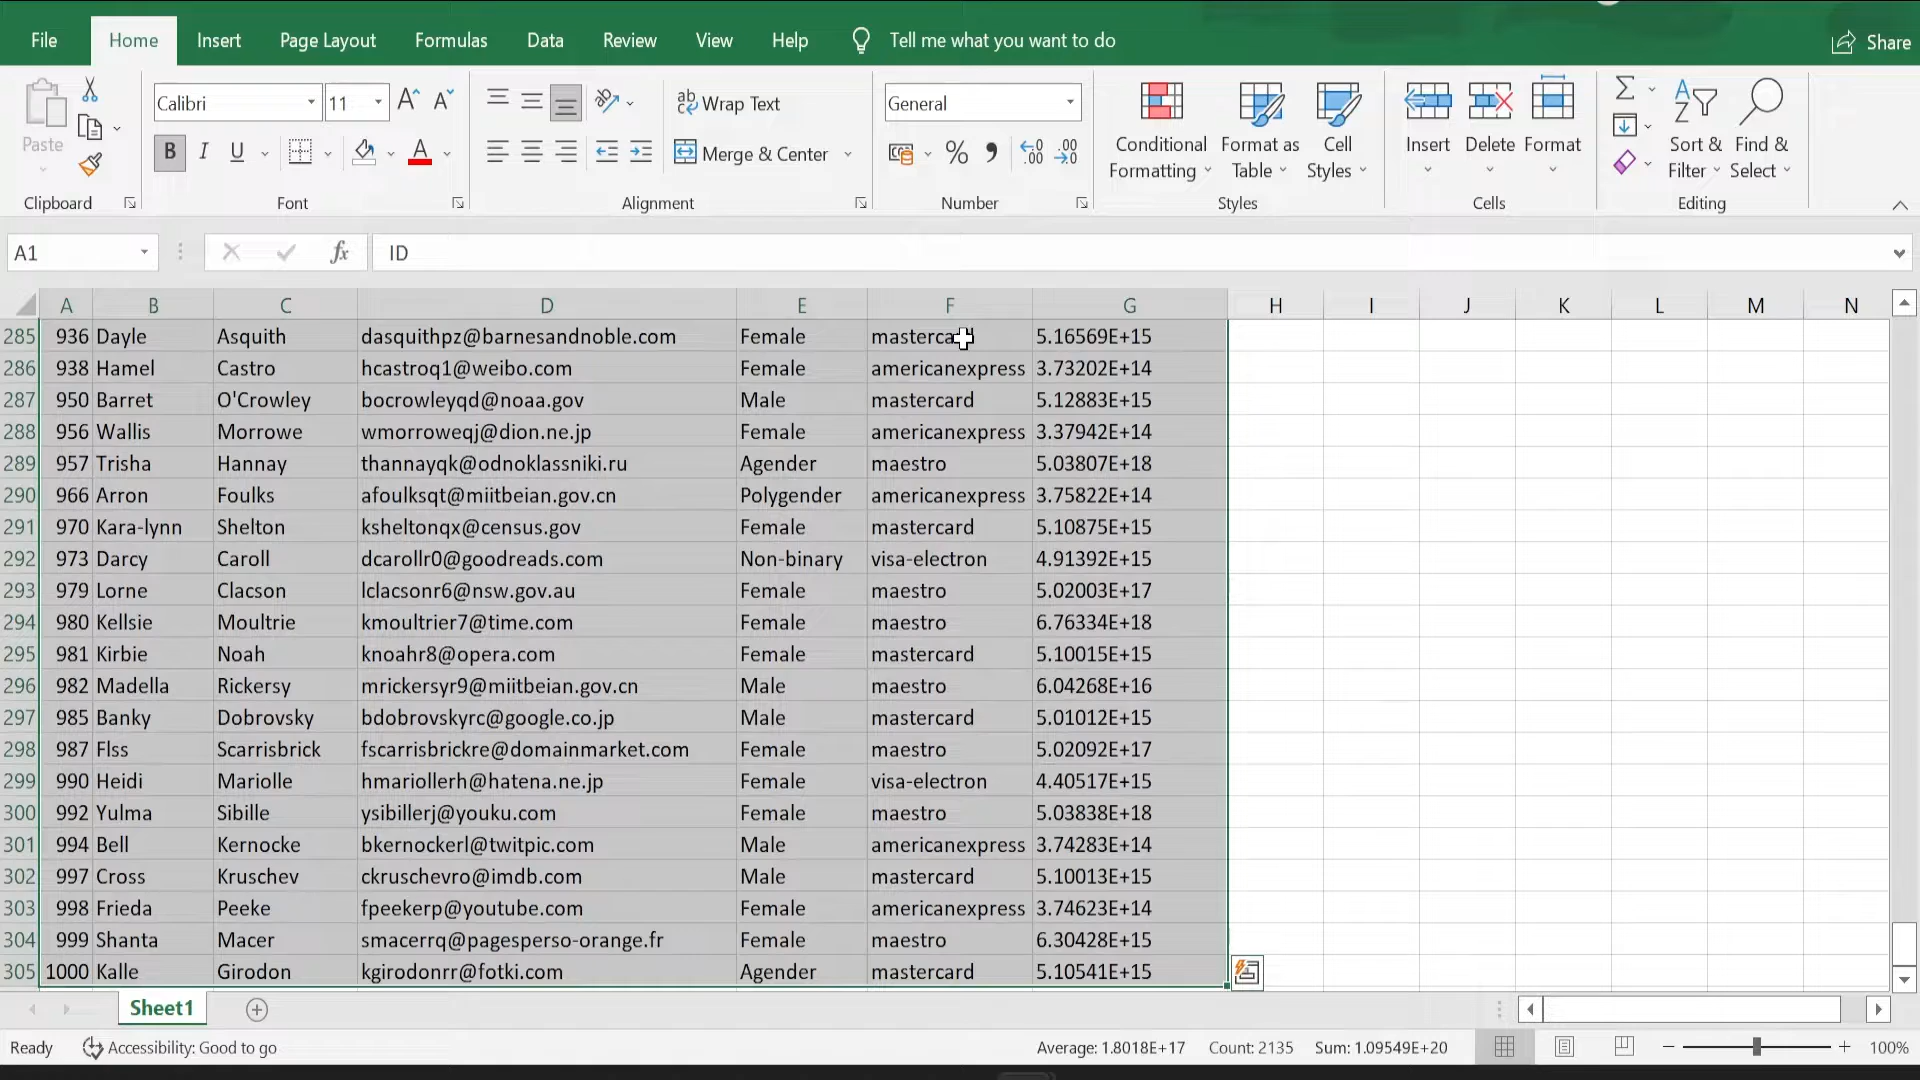 File Home Insert Page Layout Formulas Data Review View Help Tell me what you want to do Share
Paste Calibri 11 Wrap Text General Conditional Formatting Format as Table Cell Styles Insert Delete Format Sort & Filter Find & Select
B I U A Merge & Center % .00
Clipboard Font Alignment Number Styles Cells Editing
A1 fx ID
A B C D E F G H I J K L M N
285 936 Dayle Asquith dasquithpz@barnesandnoble.com Female mastercard 5.16569E+15
286 938 Hamel Castro hcastroq1@weibo.com Female americanexpress 3.73202E+14
287 950 Barret O'Crowley bocrowleyqd@noaa.gov Male mastercard 5.12883E+15
288 956 Wallis Morrowe wmorroweqj@dion.ne.jp Female americanexpress 3.37942E+14
289 957 Trisha Hannay thannayqk@odnoklassniki.ru Agender maestro 5.03807E+18
290 966 Arron Foulks afoulksqt@miitbeian.gov.cn Polygender americanexpress 3.75822E+14
291 970 Kara-lynn Shelton ksheltonqx@census.gov Female mastercard 5.10875E+15
292 973 Darcy Caroll dcarollr0@goodreads.com Non-binary visa-electron 4.91392E+15
293 979 Lorne Clacson lclacsonr6@nsw.gov.au Female maestro 5.02003E+17
294 980 Kellsie Moultrie kmoultrier7@time.com Female maestro 6.76334E+18
295 981 Kirbie Noah knoahr8@opera.com Female mastercard 5.10015E+15
296 982 Madella Rickersy mrickersyr9@miitbeian.gov.cn Male maestro 6.04268E+16
297 985 Banky Dobrovsky bdobrovskyrc@google.co.jp Male mastercard 5.01012E+15
298 987 Flss Scarrisbrick fscarrisbrickre@domainmarket.com Female maestro 5.02092E+17
299 990 Heidi Mariolle hmariollerh@hatena.ne.jp Female visa-electron 4.40517E+15
300 992 Yulma Sibille ysibillerj@youku.com Female maestro 5.03838E+18
301 994 Bell Kernocke bkernockerl@twitpic.com Male americanexpress 3.74283E+14
302 997 Cross Kruschev ckruschevro@imdb.com Male mastercard 5.10013E+15
303 998 Frieda Peeke fpeekerp@youtube.com Female americanexpress 3.74623E+14
304 999 Shanta Macer smacerrq@pagesperso-orange.fr Female maestro 6.30428E+15
305 1000 Kalle Girodon kgirodonrr@fotki.com Agender mastercard 5.10541E+15
Sheet1
Ready Accessibility: Good to go Average: 1.8018E+17 Count: 2135 Sum: 1.09549E+20 100%